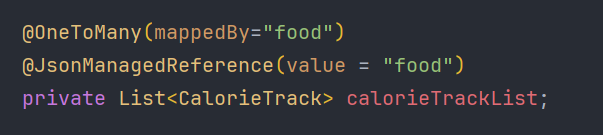 @OneToMany(mappedBy="food")
@JsonManagedReference(value = "food")
private List<CalorieTrack> calorieTrackList;